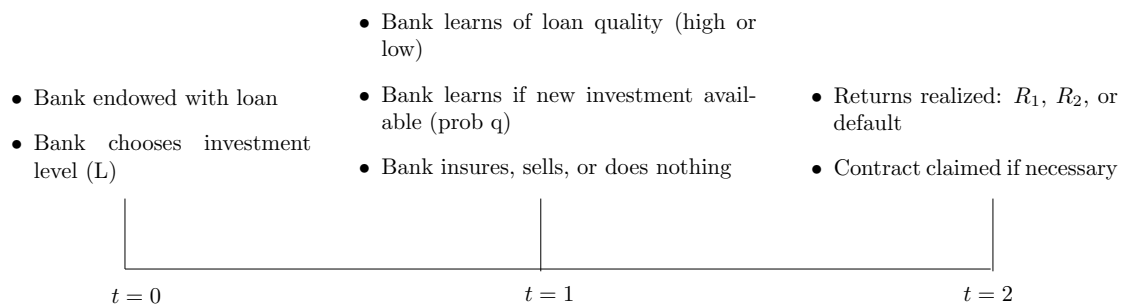 • Bank endowed with loan
• Bank chooses investment
level (L)
• Bank learns of loan quality (high or
low)
• Bank learns if new investment avail-
able (prob q)
• Bank insures, sells, or does nothing
• Returns realized: R₁, R₂, or
default
• Contract claimed if necessary
t = 0
t = 1
t = 2